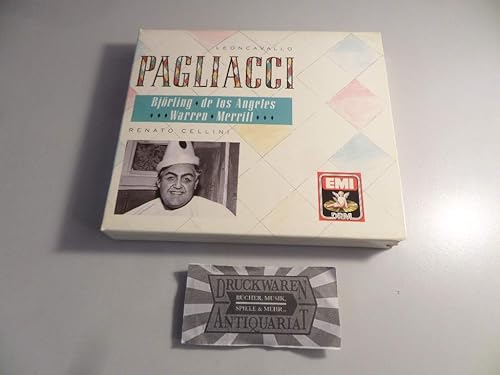 LEONCAVALLO
PAGLIACCI
Björling · de los Angeles
··· Warren · Merrill ···
RENATO CELLINI
EMI
DRM
DRUCKWAREN
BÜCHER, MUSIK,
SPIELE & MEHR...
ANTIQUARIAT